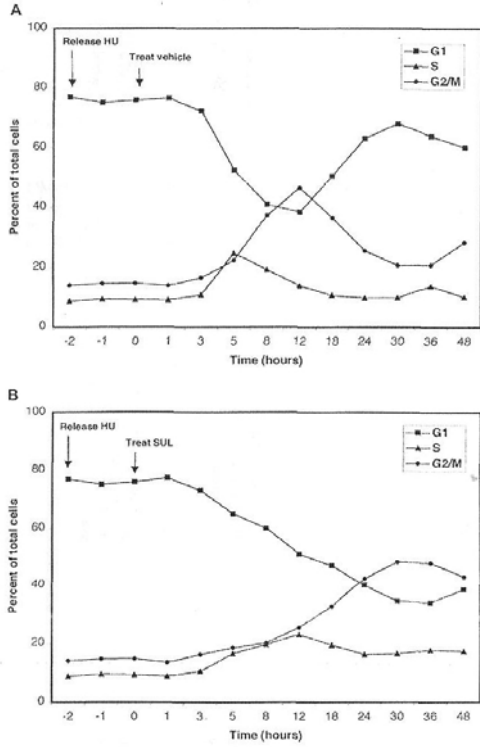 A
100
80
60
40
20
0
Percent of total cells
Release HU
Treat vehicle
G1
S
G2/M
-2 -1 0 1 3 5 8 12 18 24 30 36 48
Time (hours)
B
100
80
60
40
20
0
Percent of total cells
Release HU
Treat SUL
G1
S
G2/M
-2 -1 0 1 3 5 8 12 18 24 30 36 48
Time (hours)